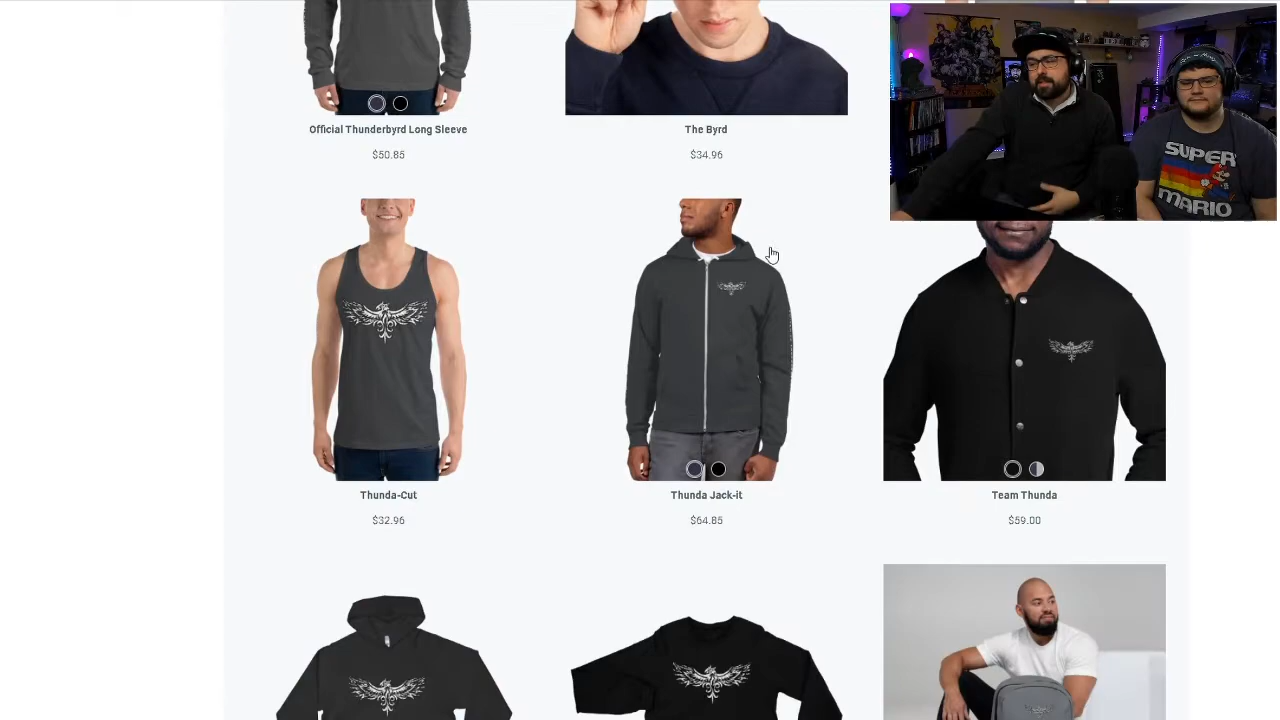 Official Thunderbyrd Long Sleeve
$50.85
The Byrd
$34.96
SUPER
MARIO
Thunda-Cut
$32.96
Thunda Jack-it
$64.85
Team Thunda
$59.00